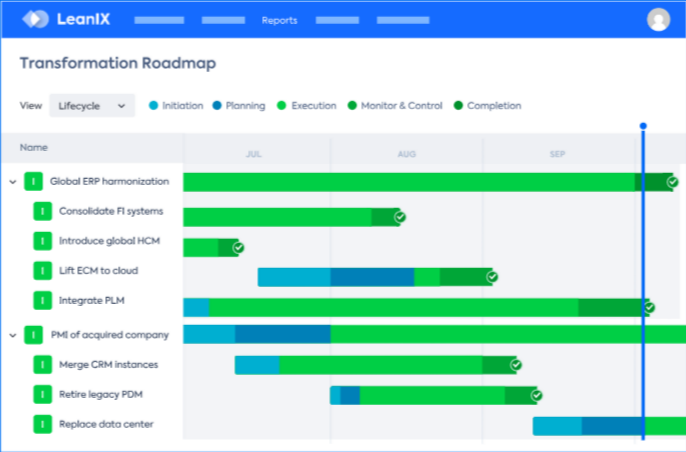 LeanIX
Reports
Transformation Roadmap
View Lifecycle Initiation Planning Execution Monitor & Control Completion
Name JUL AUG SEP
I Global ERP harmonization
I Consolidate FI systems
I Introduce global HCM
I Lift ECM to cloud
I Integrate PLM
I PMI of acquired company
I Merge CRM instances
I Retire legacy PDM
I Replace data center